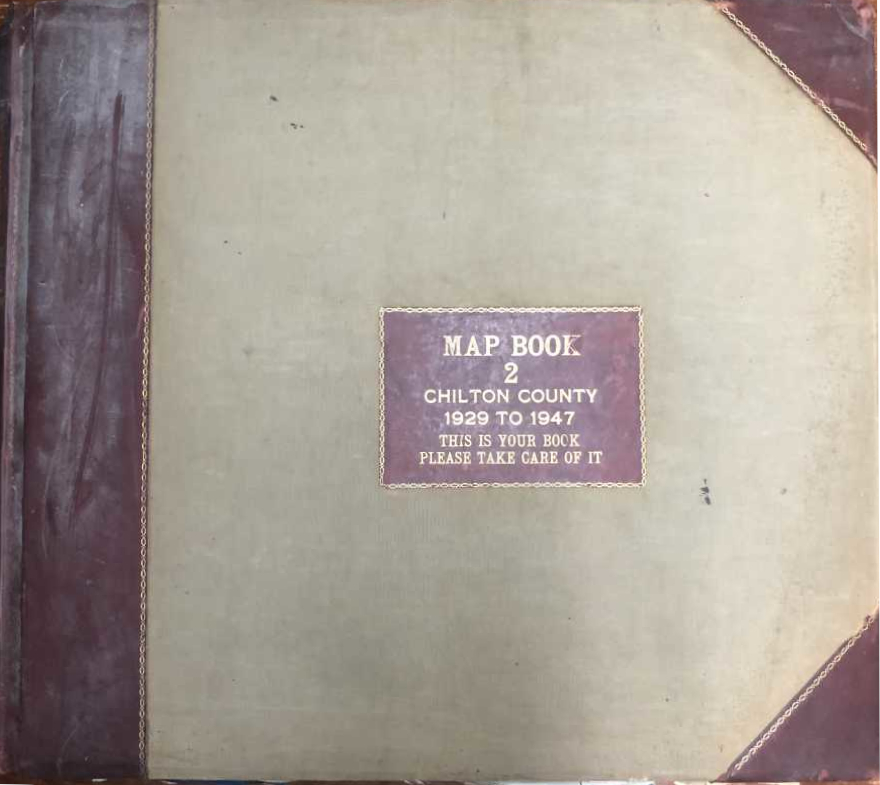 MAP BOOK
2
CHILTON COUNTY
1929 TO 1947
THIS IS YOUR BOOK
PLEASE TAKE CARE OF IT